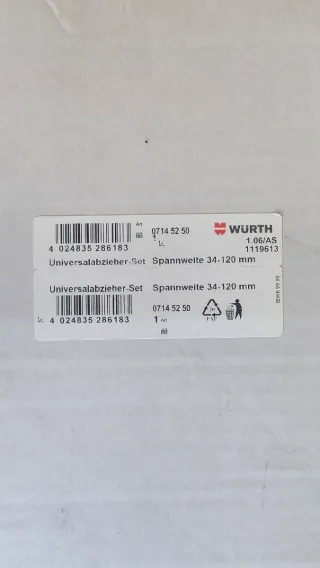 Art
0714 52 50
1
WÜRTH
4 024835 286183
1.06/AS
1119613
Universalabzieher-Set Spannweite 34-120 mm
Universalabzieher-Set Spannweite 34-120 mm
0714 52 50
4 024835 286183
1 Art
PAP